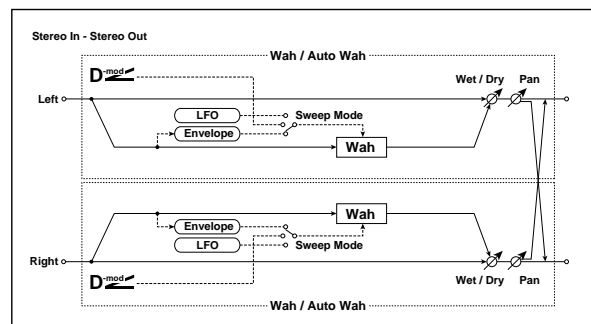 Stereo In - Stereo Out
Wah / Auto Wah
D-mod
Wet / Dry Pan
Left
LFO Sweep Mode
Envelope
Wah
Wah
Envelope
LFO Sweep Mode
Right
D-mod
Wet / Dry Pan
Wah / Auto Wah